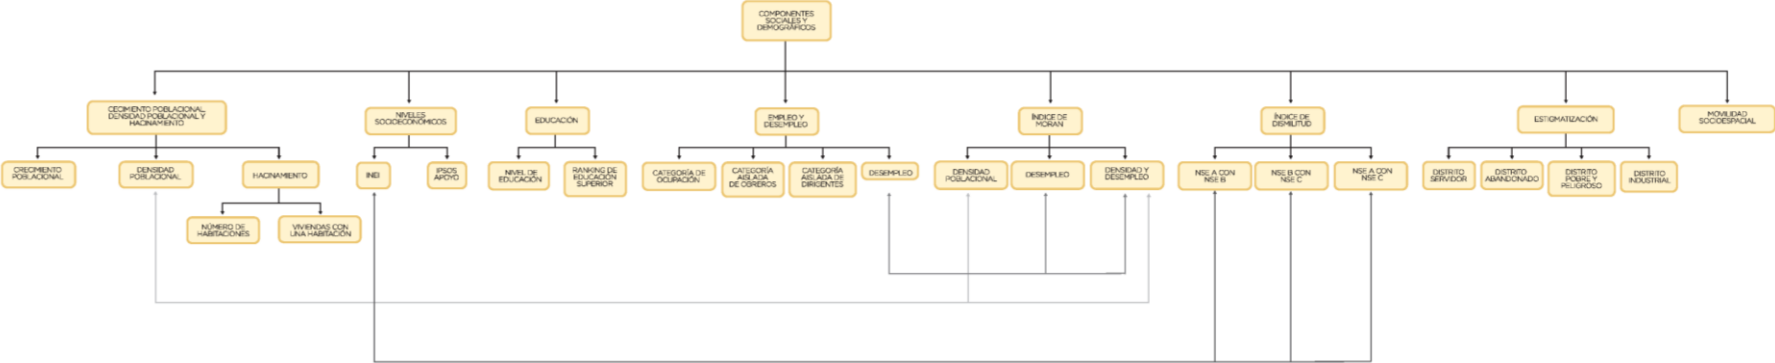 COMPONENTES
SOCIALES Y
DEMOGRÁFICOS
CECIMIENTO POBLACIONAL,
DENSIDAD POBLACIONAL Y
HACINAMIENTO
NIVELES
SOCIOECONÓMICOS
EDUCACIÓN
EMPLEO Y
DESEMPLEO
ÍNDICE DE
MORAN
ÍNDICE DE
DISMILITUD
ESTIGMATIZACIÓN
MOVILIDAD
SOCIOESPACIAL
CRECIMIENTO
POBLACIONAL
DENSIDAD
POBLACIONAL
HACINAMIENTO
INEI
IPSOS
APOYO
NIVEL DE
EDUCACIÓN
RANKING DE
EDUCACIÓN
SUPERIOR
CATEGORÍA DE
OCUPACIÓN
CATEGORÍA
AISLADA
DE OBREROS
CATEGORÍA
AISLADA DE
DIRIGENTES
DESEMPLEO
DENSIDAD
POBLACIONAL
DESEMPLEO
DENSIDAD Y
DESEMPLEO
NSE A CON
NSE B
NSE B CON
NSE C
NSE A CON
NSE C
DISTRITO
SERVIDOR
DISTRITO
ABANDONADO
DISTRITO
POBRE Y
PELIGROSO
DISTRITO
INDUSTRIAL
NÚMERO DE
HABITACIONES
VIVIENDAS CON
UNA HABITACIÓN